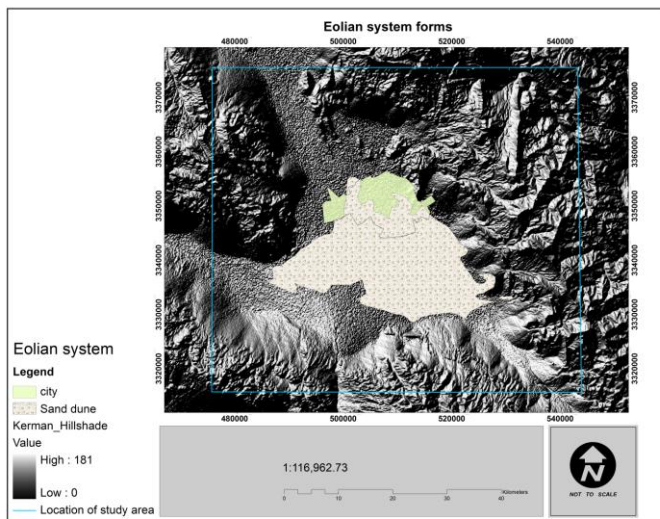 Eolian system forms
480000 500000 520000 540000
3370000 3370000
3360000 3360000
3350000 3350000
3340000 3340000
3330000 3330000
3320000 3320000
480000 500000 520000 540000
Eolian system
Legend
city
Sand dune
Kerman_Hillshade
Value
High : 181
Low : 0
Location of study area
1:116,962.73
Kilometers
0 5 10 20 30 40
N
NOT TO SCALE